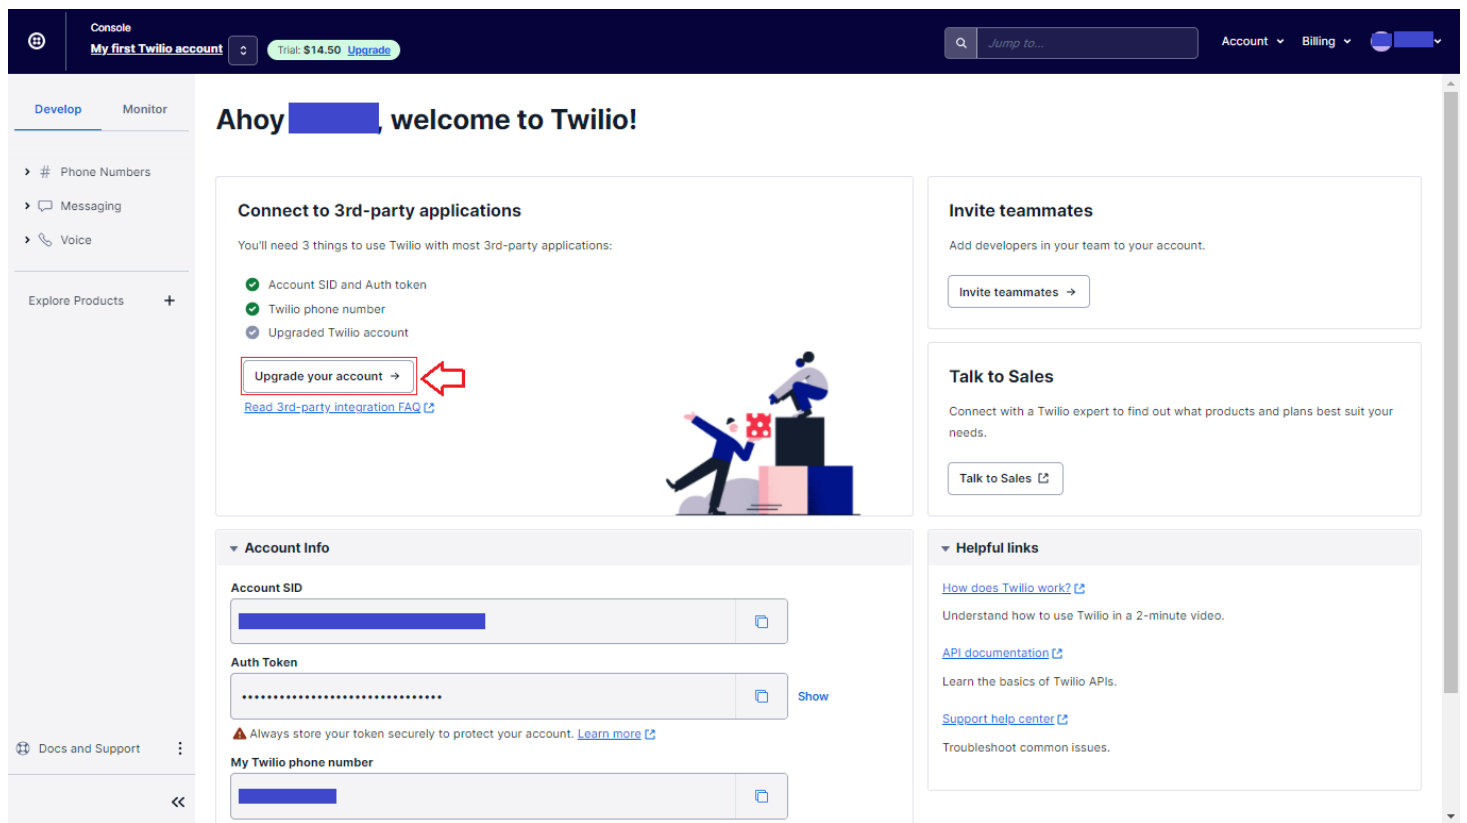 Console
My first Twilio account
Trial: $14.50 Upgrade
Jump to...
Account
Billing
Develop
Monitor
Phone Numbers
Messaging
Voice
Explore Products
Docs and Support
Ahoy , welcome to Twilio!
Connect to 3rd-party applications
You'll need 3 things to use Twilio with most 3rd-party applications:
Account SID and Auth token
Twilio phone number
Upgraded Twilio account
Upgrade your account →
Read 3rd-party integration FAQ
Invite teammates
Add developers in your team to your account.
Invite teammates →
Talk to Sales
Connect with a Twilio expert to find out what products and plans best suit your
needs.
Talk to Sales
Account Info
Account SID
Auth Token
••••••••••••••••••••••••••••••••
Show
Always store your token securely to protect your account. Learn more
My Twilio phone number
Helpful links
How does Twilio work?
Understand how to use Twilio in a 2-minute video.
API documentation
Learn the basics of Twilio APIs.
Support help center
Troubleshoot common issues.